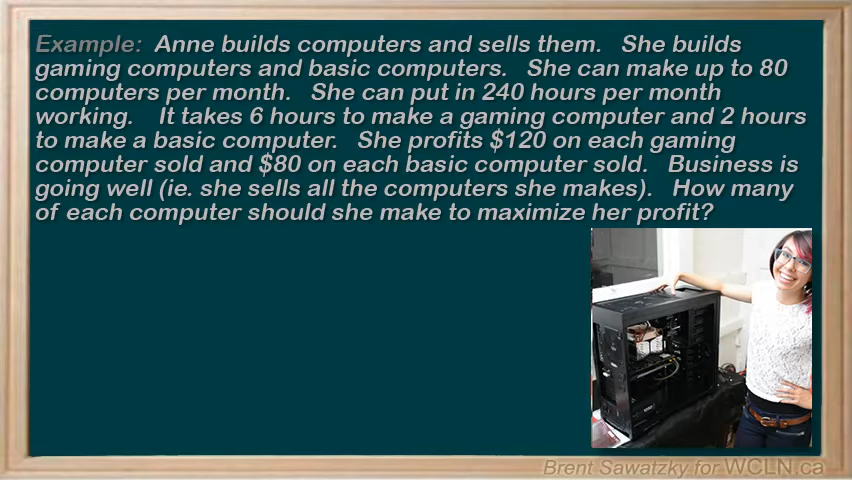 Example: Anne builds computers and sells them. She builds
gaming computers and basic computers. She can make up to 80
computers per month. She can put in 240 hours per month
working. It takes 6 hours to make a gaming computer and 2 hours
to make a basic computer. She profits $120 on each gaming
computer sold and $80 on each basic computer sold. Business is
going well (ie. she sells all the computers she makes). How many
of each computer should she make to maximize her profit?
Brent Sawatzky for WCLN.ca